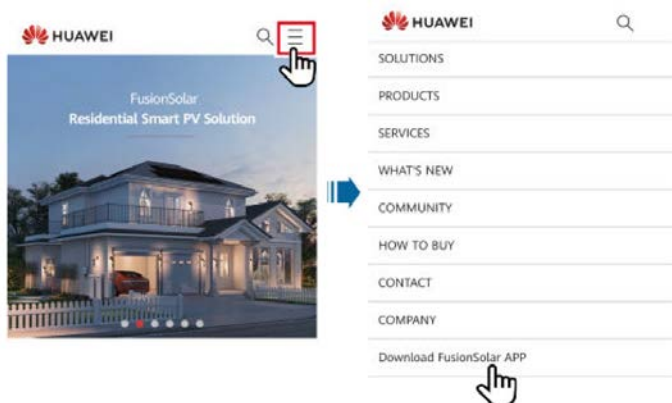 HUAWEI
FusionSolar
Residential Smart PV Solution
HUAWEI
SOLUTIONS
PRODUCTS
SERVICES
WHAT'S NEW
COMMUNITY
HOW TO BUY
CONTACT
COMPANY
Download FusionSolar APP